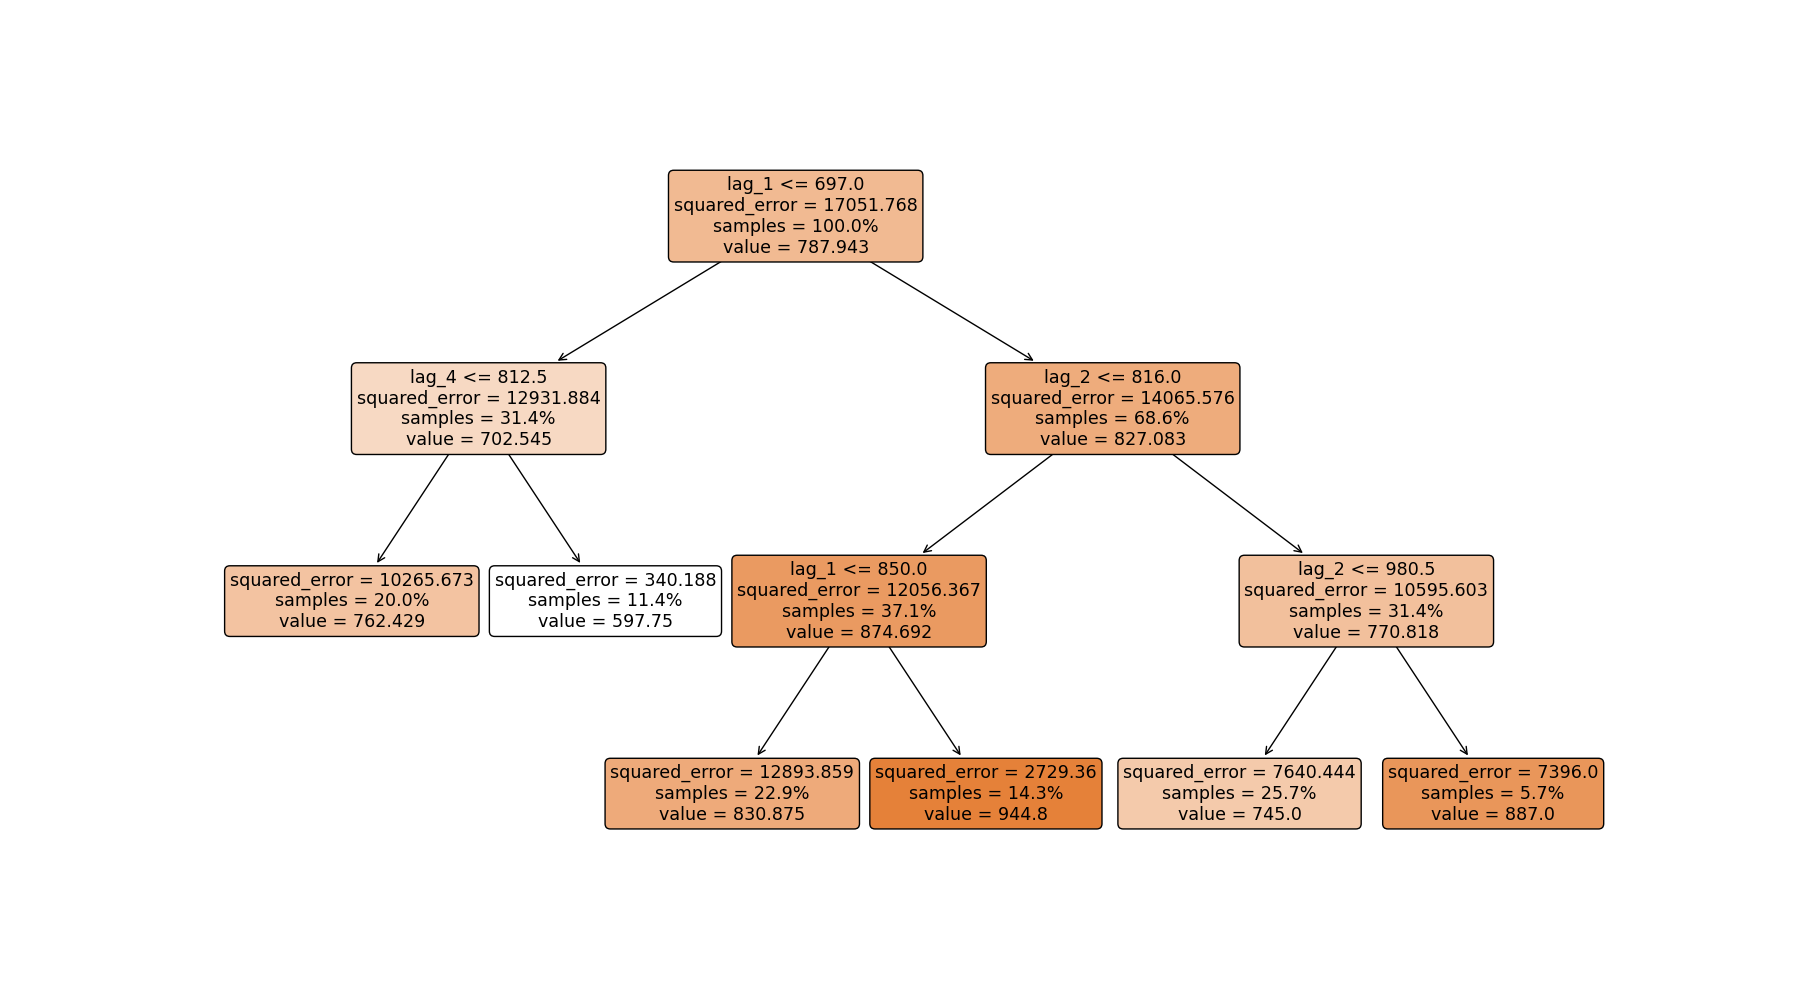 lag_1 <= 697.0
squared_error = 17051.768
samples = 100.0%
value = 787.943
lag_4 <= 812.5
squared_error = 12931.884
samples = 31.4%
value = 702.545
lag_2 <= 816.0
squared_error = 14065.576
samples = 68.6%
value = 827.083
squared_error = 10265.673
samples = 20.0%
value = 762.429
squared_error = 340.188
samples = 11.4%
value = 597.75
lag_1 <= 850.0
squared_error = 12056.367
samples = 37.1%
value = 874.692
lag_2 <= 980.5
squared_error = 10595.603
samples = 31.4%
value = 770.818
squared_error = 12893.859
samples = 22.9%
value = 830.875
squared_error = 2729.36
samples = 14.3%
value = 944.8
squared_error = 7640.444
samples = 25.7%
value = 745.0
squared_error = 7396.0
samples = 5.7%
value = 887.0